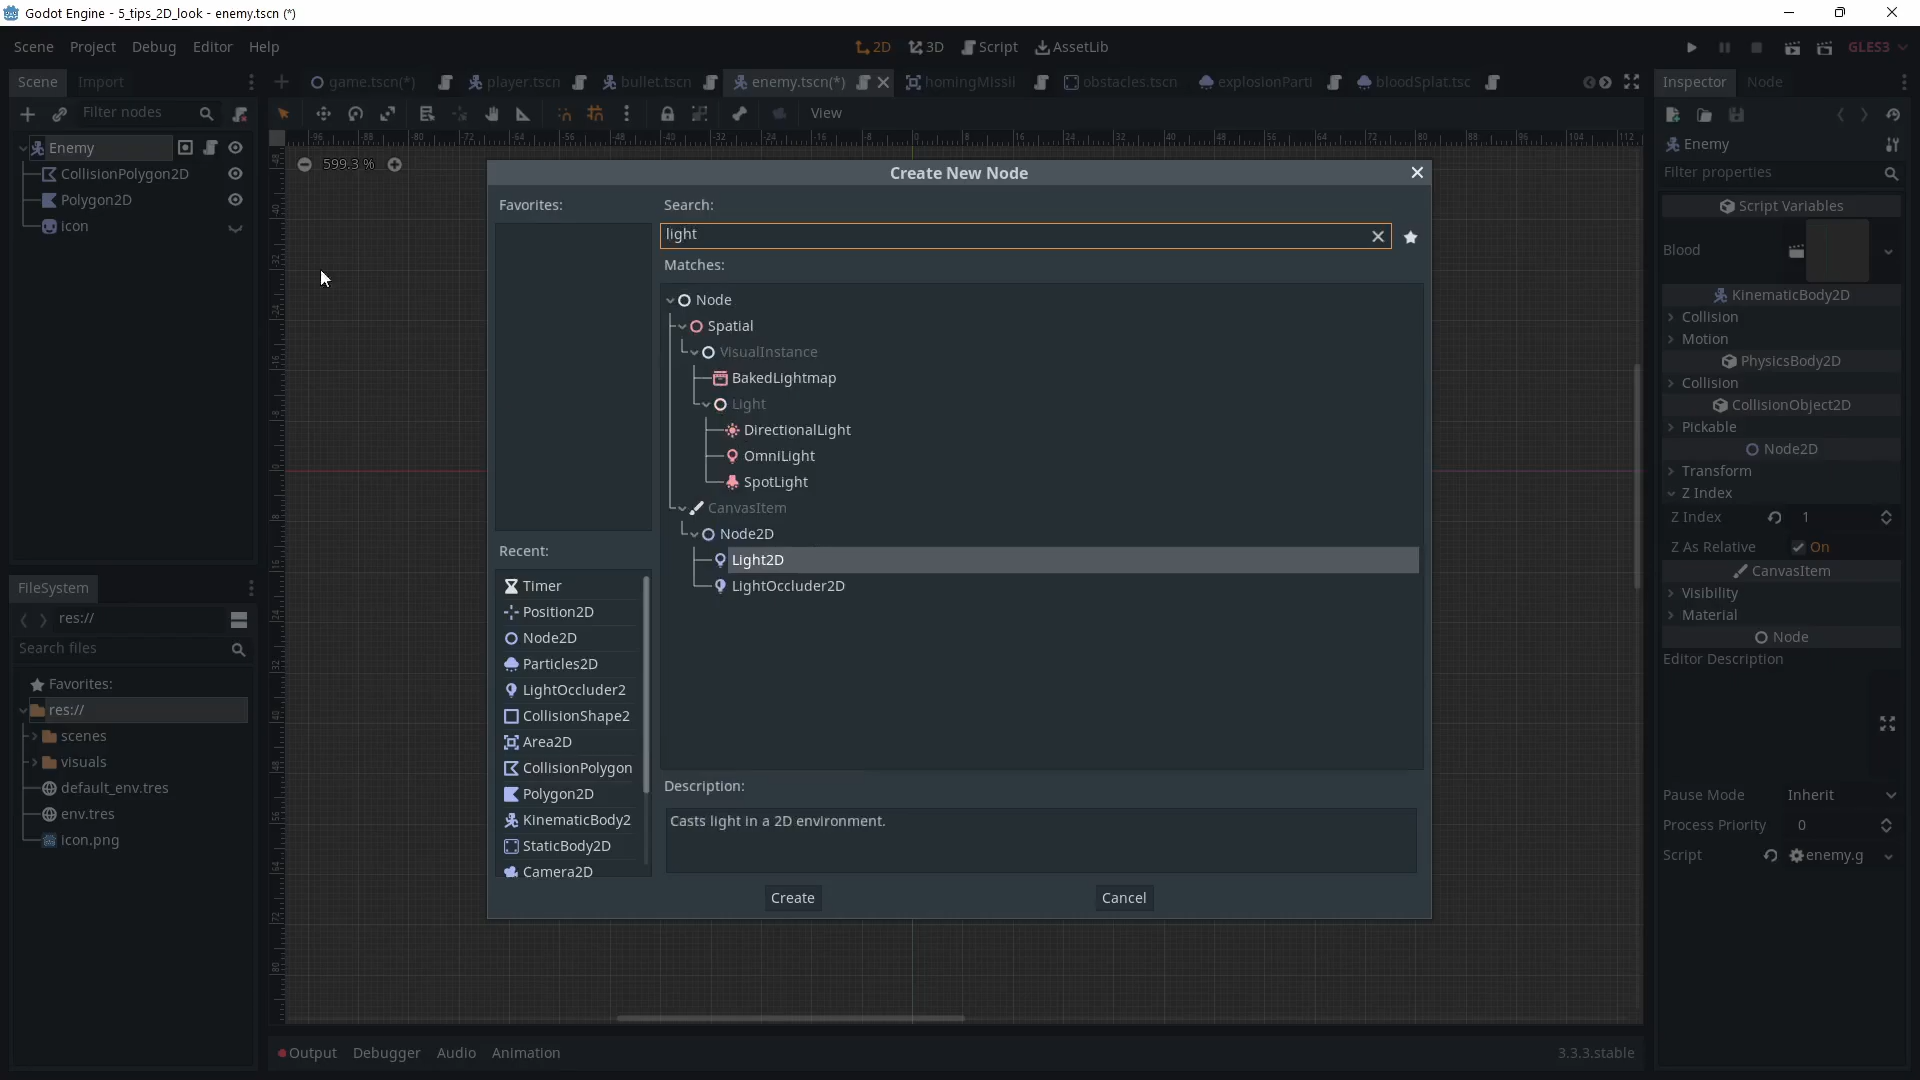 Godot Engine - 5_tips_2D_look - enemy.tscn (*)
Scene Project Debug Editor Help
2D 3D Script AssetLib
GLES3
Scene Import
game.tscn(*) player.tscn bullet.tscn enemy.tscn(*) homingMissil obstacles.tscn explosionParti bloodSplat.tsc
Inspector Node
Filter nodes
View
Enemy
CollisionPolygon2D
Polygon2D
icon
599.3 %
Create New Node
Favorites:
Search:
light
Matches:
Node
Spatial
VisualInstance
BakedLightmap
Light
DirectionalLight
OmniLight
SpotLight
CanvasItem
Node2D
Light2D
LightOccluder2D
Recent:
Timer
Position2D
Node2D
Particles2D
LightOccluder2
CollisionShape2
Area2D
CollisionPolygon
Polygon2D
KinematicBody2
StaticBody2D
Camera2D
Description:
Casts light in a 2D environment.
Create Cancel
FileSystem
res://
Search files
Favorites:
res://
scenes
visuals
default_env.tres
env.tres
icon.png
Enemy
Filter properties
Script Variables
Blood
KinematicBody2D
Collision
Motion
PhysicsBody2D
Collision
CollisionObject2D
Pickable
Node2D
Transform
Z Index
Z Index 1
Z As Relative On
CanvasItem
Visibility
Material
Node
Editor Description
Pause Mode Inherit
Process Priority 0
Script enemy.g
Output Debugger Audio Animation
3.3.3.stable